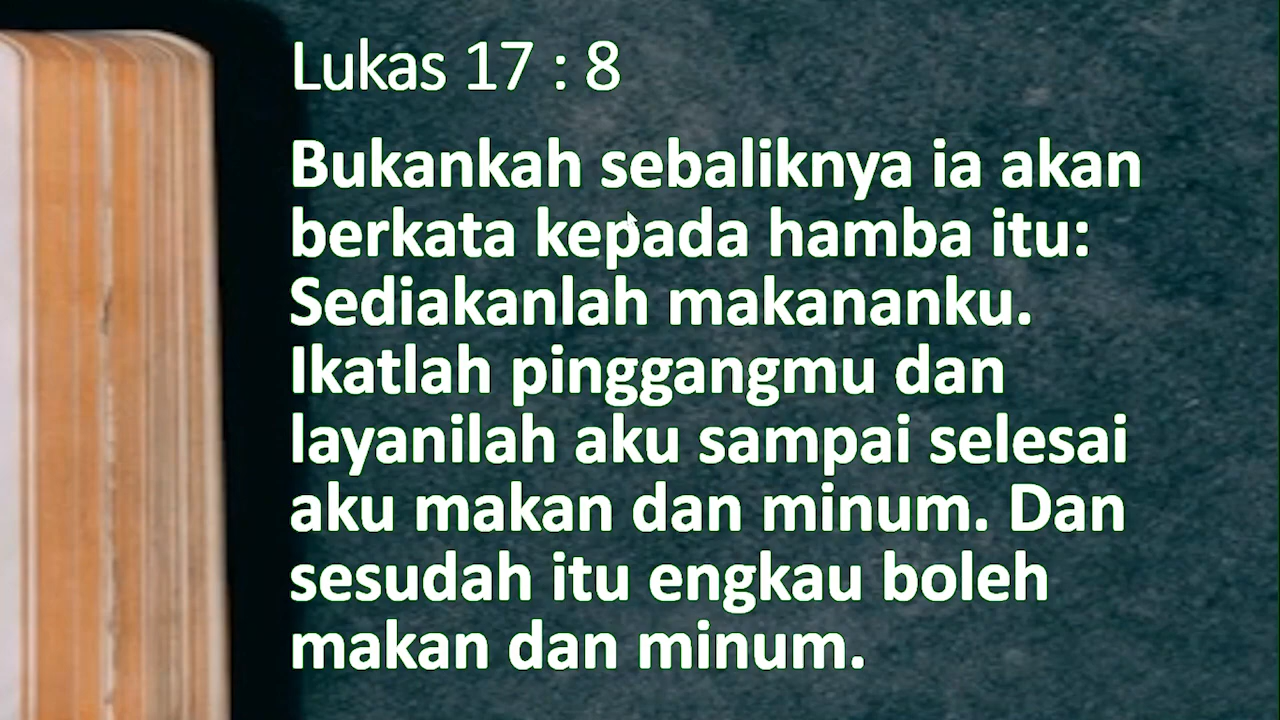 Lukas 17 : 8
Bukankah sebaliknya ia akan
berkata kepada hamba itu:
Sediakanlah makananku.
Ikatlah pinggangmu dan
layanilah aku sampai selesai
aku makan dan minum. Dan
sesudah itu engkau boleh
makan dan minum.